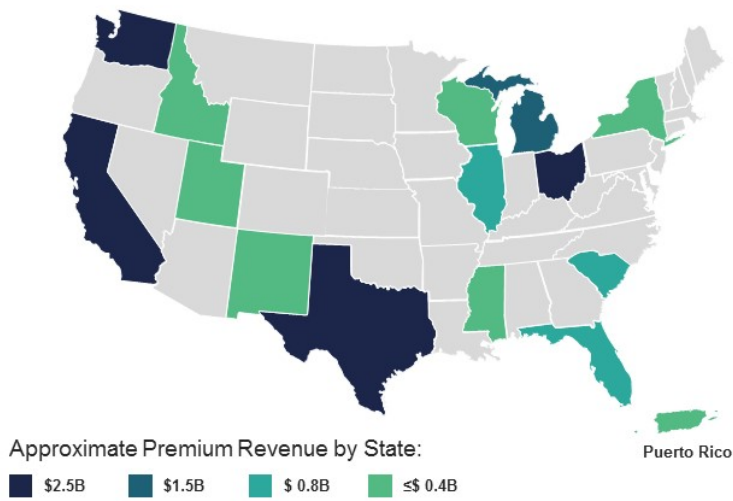 Puerto Rico
Approximate Premium Revenue by State:
$2.5B $1.5B $ 0.8B ≤$ 0.4B